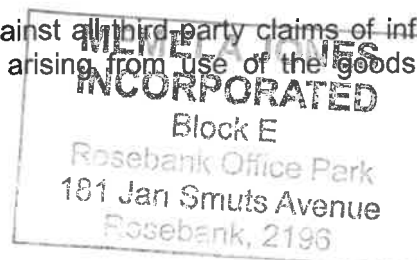 ainst all third party claims of inf
arising from use of the goods
INCORPORATED
Block E
Rosebank Office Park
181 Jan Smuts Avenue
Rosebank, 2196